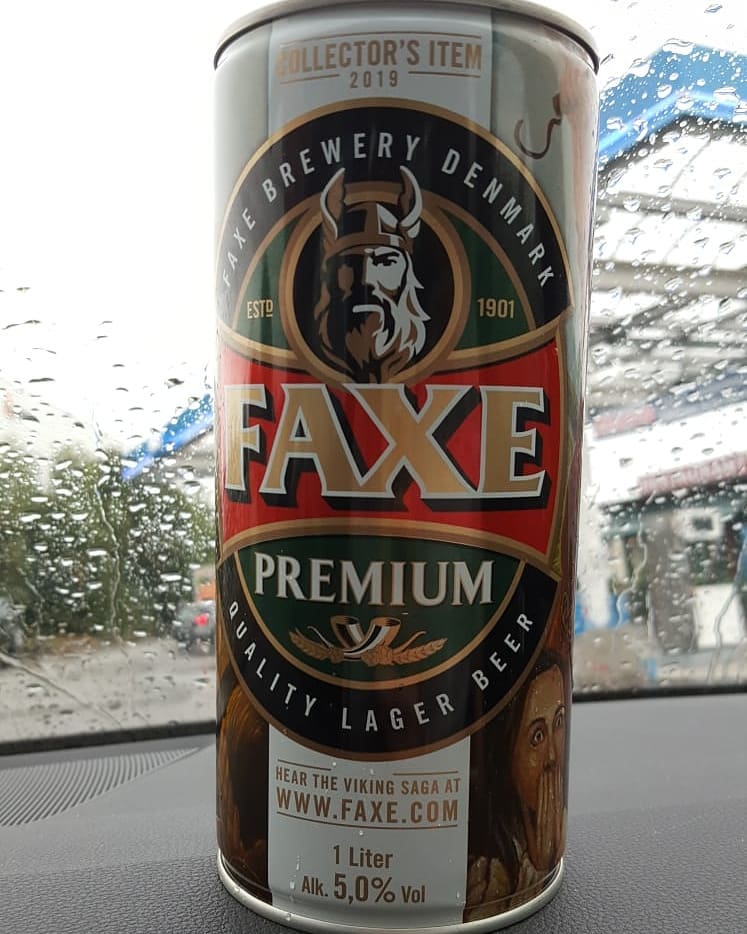 COLLECTOR'S ITEM
2019
FAXE BREWERY DENMARK
ESTD 1901
FAXE
PREMIUM
QUALITY LAGER BEER
HEAR THE VIKING SAGA AT
WWW.FAXE.COM
1 Liter
Alk. 5,0% Vol